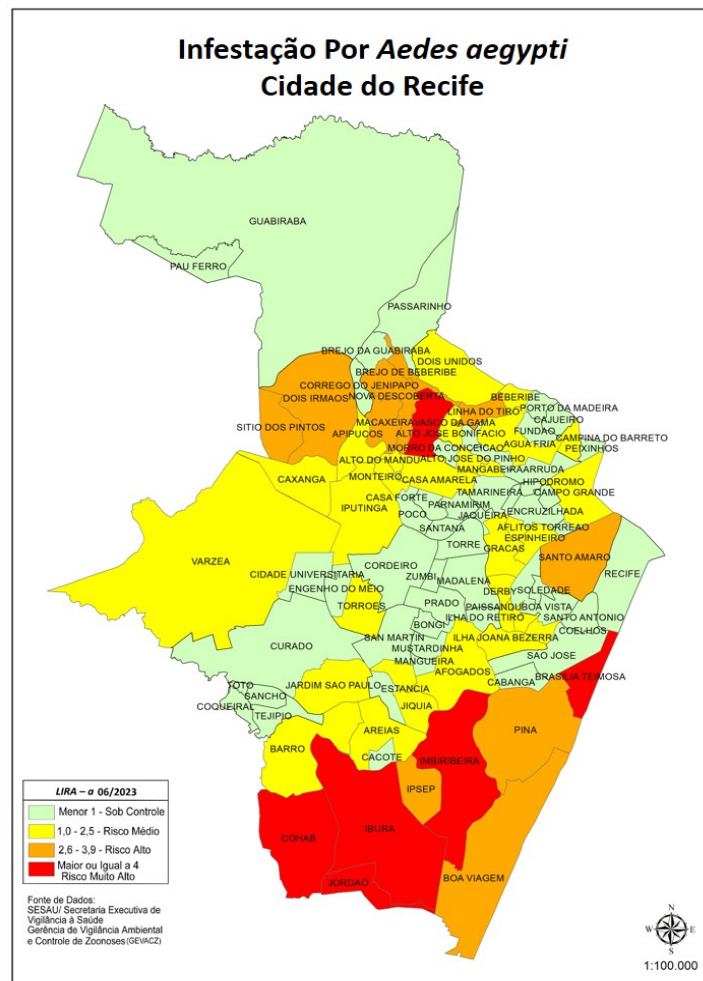 Infestação Por Aedes aegypti
Cidade do Recife
GUABIRABA
PAU FERRO
PASSARINHO
BREJO DA GUABIRABA
DOIS UNIDOS
BREJO DE BEBERIBE
CORREGO DO JENIPAPO
DOIS IRMAOS
NOVA DESCOBERTA
BEBERIBE
LINHA DO TIRO
PORTO DA MADEIRA
CAJUEIRO
SITIO DOS PINTOS
MACAXEIRA
VASCO DA GAMA
FUNDAO
APIPUCOS
ALTO JOSE BONIFACIO
AGUA FRIA
CAMPINA DO BARRETO
PEIXINHOS
MORRO DA CONCEICAO
ALTO DO MANDU
ALTO JOSE DO PINHO
MANGABEIRA
ARRUDA
CAXANGA
MONTEIRO
CASA AMARELA
HIPODROMO
CASA FORTE
TAMARINEIRA
CAMPO GRANDE
IPUTINGA
POCO
PARNAMIRIM
JAQUEIRA
ENCRUZILHADA
SANTANA
AFLITOS
TORREAO
ESPINHEIRO
TORRE
GRACAS
SANTO AMARO
VARZEA
RECIFE
CORDEIRO
CIDADE UNIVERSITARIA
ZUMBI
MADALENA
ENGENHO DO MEIO
DERBY
SOLEDADE
TORROES
PRADO
PAISSANDU
BOA VISTA
BONGI
ILHA DO RETIRO
SANTO ANTONIO
SAN MARTIN
ILHA JOANA BEZERRA
COELHOS
CURADO
MUSTARDINHA
MANGUEIRA
SAO JOSE
AFOGADOS
CABANGA
BRASILIA TEIMOSA
TOTO
SANCHO
JARDIM SAO PAULO
ESTANCIA
COQUEIRAL
TEJIPIO
JIQUIA
AREIAS
PINA
BARRO
CACOTE
IMBIRIBEIRA
IPSEP
IBURA
COHAB
JORDAO
BOA VIAGEM
LIRA – a 06/2023
Menor 1 - Sob Controle
1,0 - 2,5 - Risco Médio
2,6 - 3,9 - Risco Alto
Maior ou Igual a 4
Risco Muito Alto
Fonte de Dados:
SESAU/ Secretaria Executiva de
Vigilância à Saúde
Gerência de Vigilância Ambiental
e Controle de Zoonoses (GEVACZ)
N
W
E
S
1:100.000